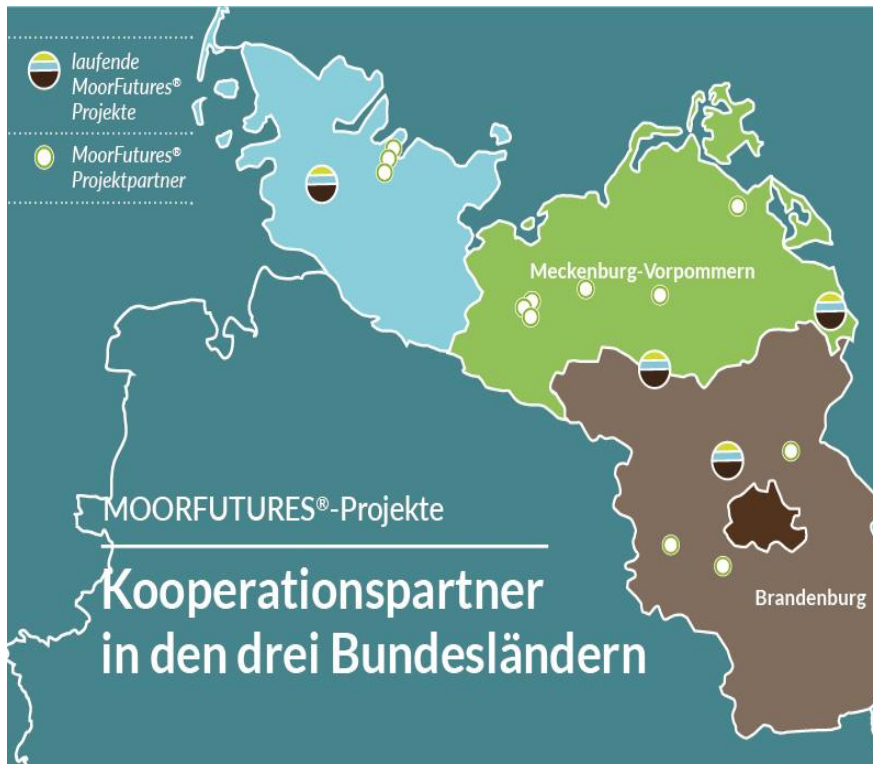 laufende
MoorFutures®
Projekte
MoorFutures®
Projektpartner
Meckenburg-Vorpommern
MOORFUTURES®-Projekte
Kooperationspartner
in den drei Bundesländern
Brandenburg